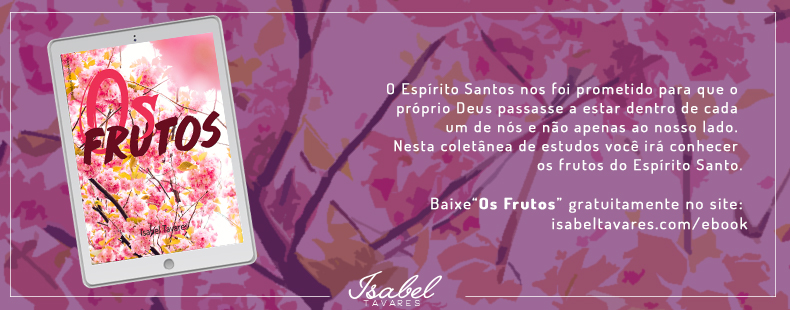 Os
FRUTOS
Isabel Tavares
O Espírito Santos nos foi prometido para que o
próprio Deus passasse a estar dentro de cada
um de nós e não apenas ao nosso lado.
Nesta coletânea de estudos você irá conhecer
os frutos do Espírito Santo.
Baixe“Os Frutos” gratuitamente no site:
isabeltavares.com/ebook
Isabel
TAVARES